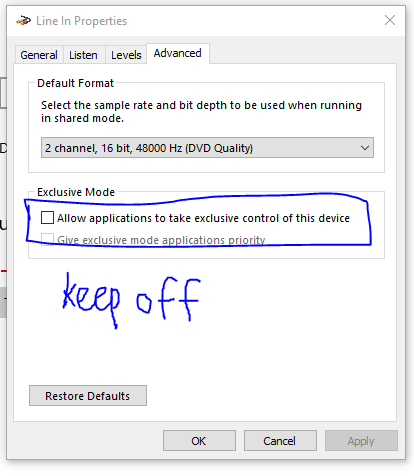 Line In Properties
General Listen Levels Advanced
Default Format
Select the sample rate and bit depth to be used when running
in shared mode.
2 channel, 16 bit, 48000 Hz (DVD Quality)
Exclusive Mode
Allow applications to take exclusive control of this device
Give exclusive mode applications priority
keep off
Restore Defaults
OK Cancel Apply